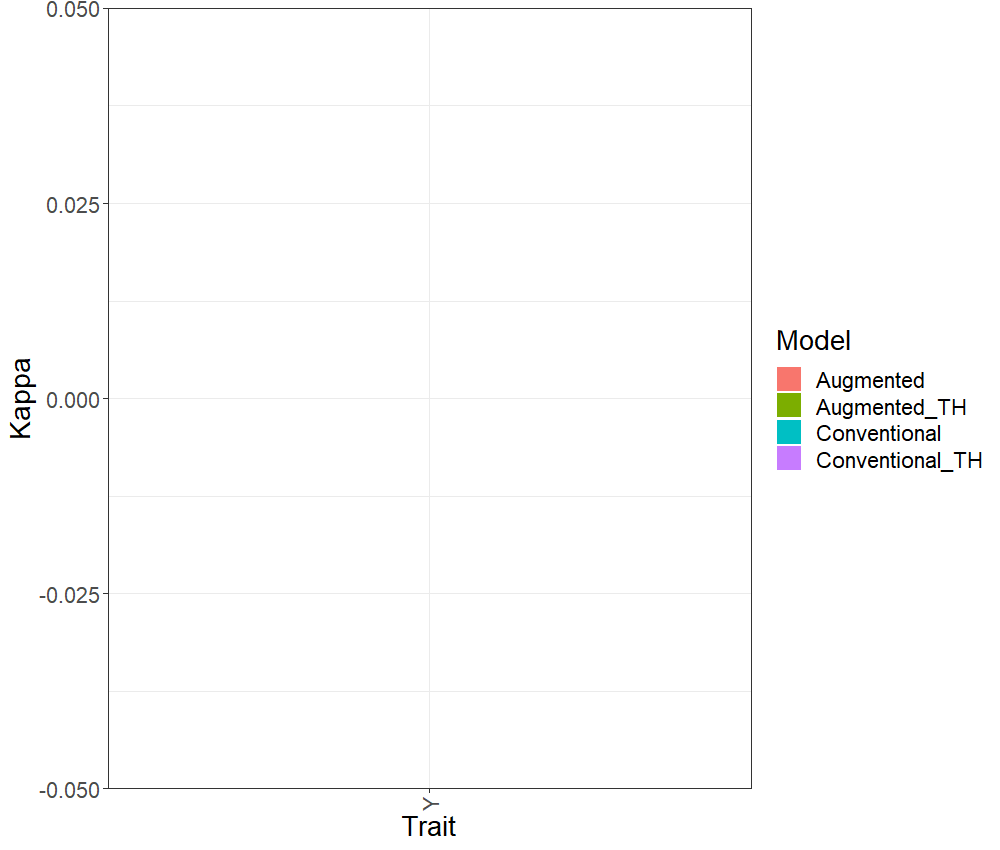 0.050
0.025
0.000
-0.025
-0.050
Kappa
Y
Trait
Model
Augmented
Augmented_TH
Conventional
Conventional_TH